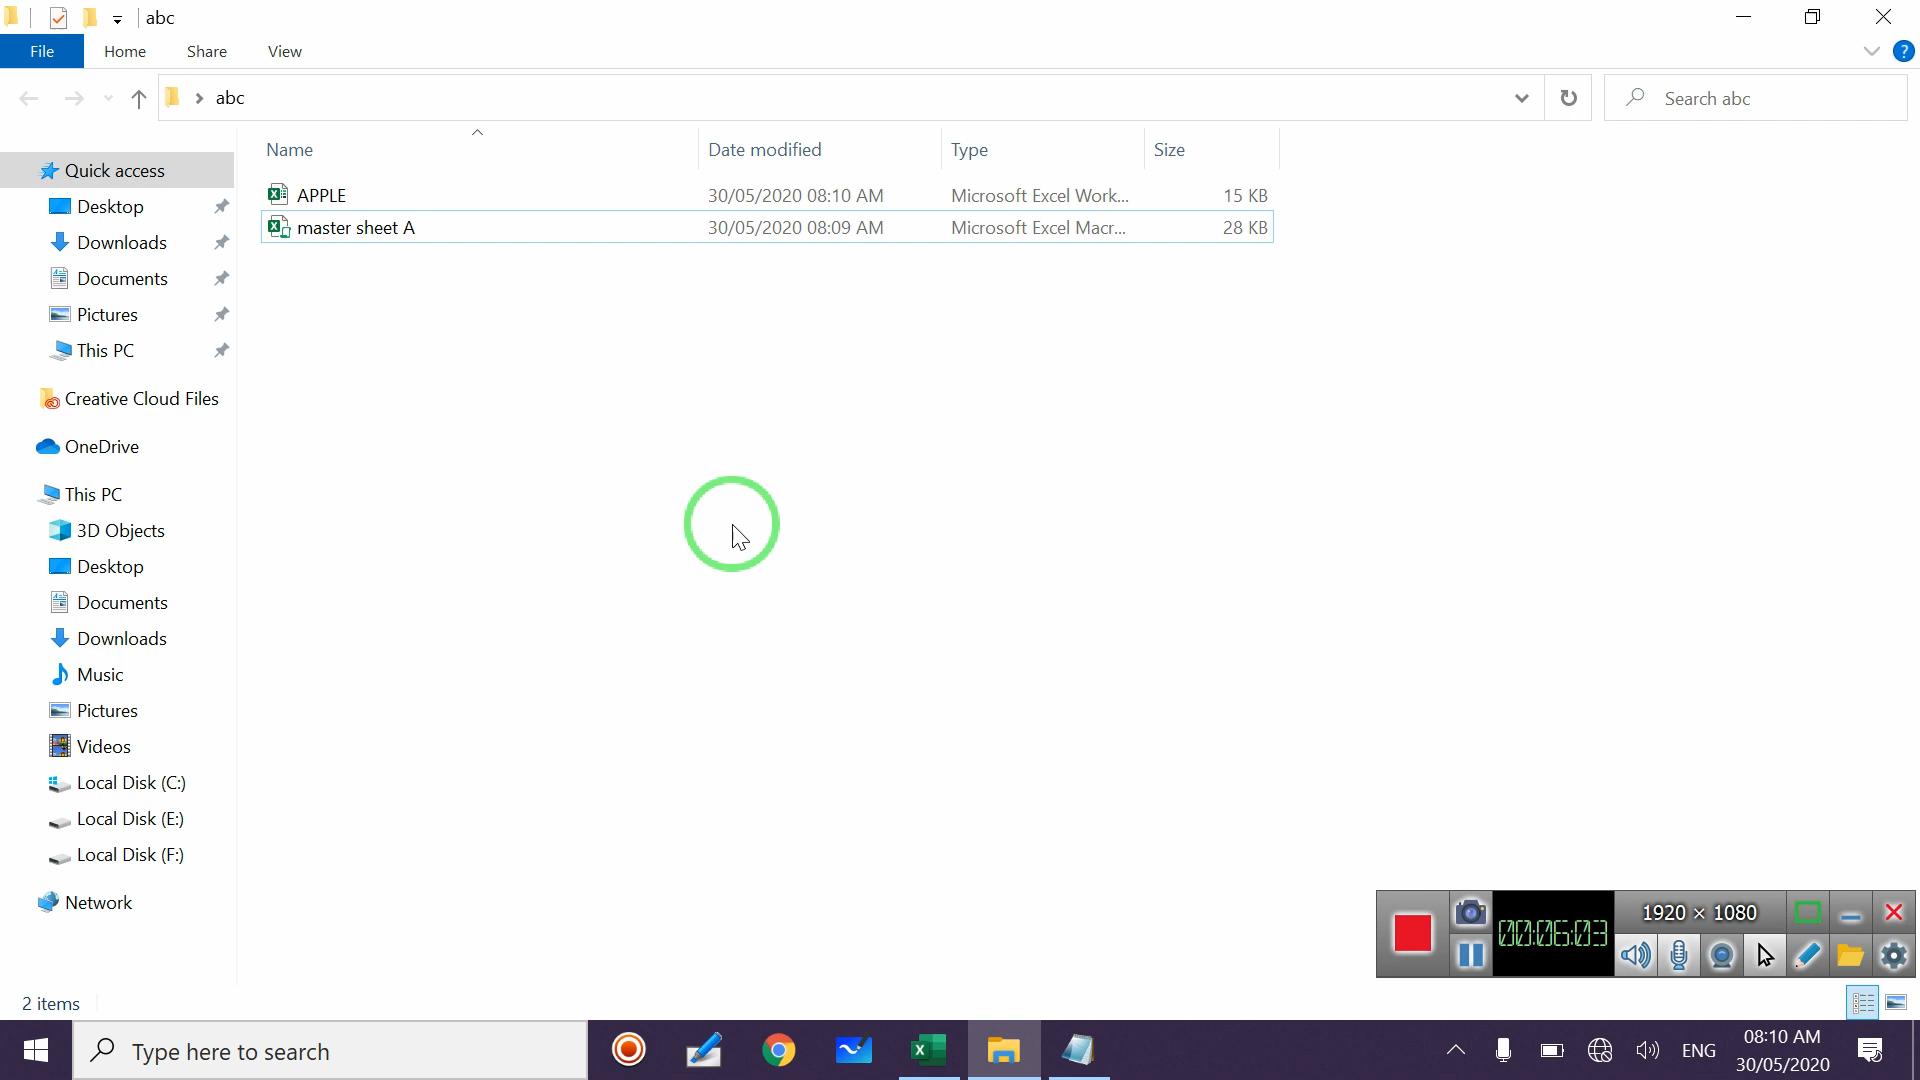 abc
File Home Share View
abc
Search abc
Name Date modified Type Size
APPLE 30/05/2020 08:10 AM Microsoft Excel Work... 15 KB
master sheet A 30/05/2020 08:09 AM Microsoft Excel Macr... 28 KB
Quick access
Desktop
Downloads
Documents
Pictures
This PC
Creative Cloud Files
OneDrive
This PC
3D Objects
Desktop
Documents
Downloads
Music
Pictures
Videos
Local Disk (C:)
Local Disk (E:)
Local Disk (F:)
Network
00:06:03
1920 × 1080
2 items
Type here to search
ENG
08:10 AM
30/05/2020